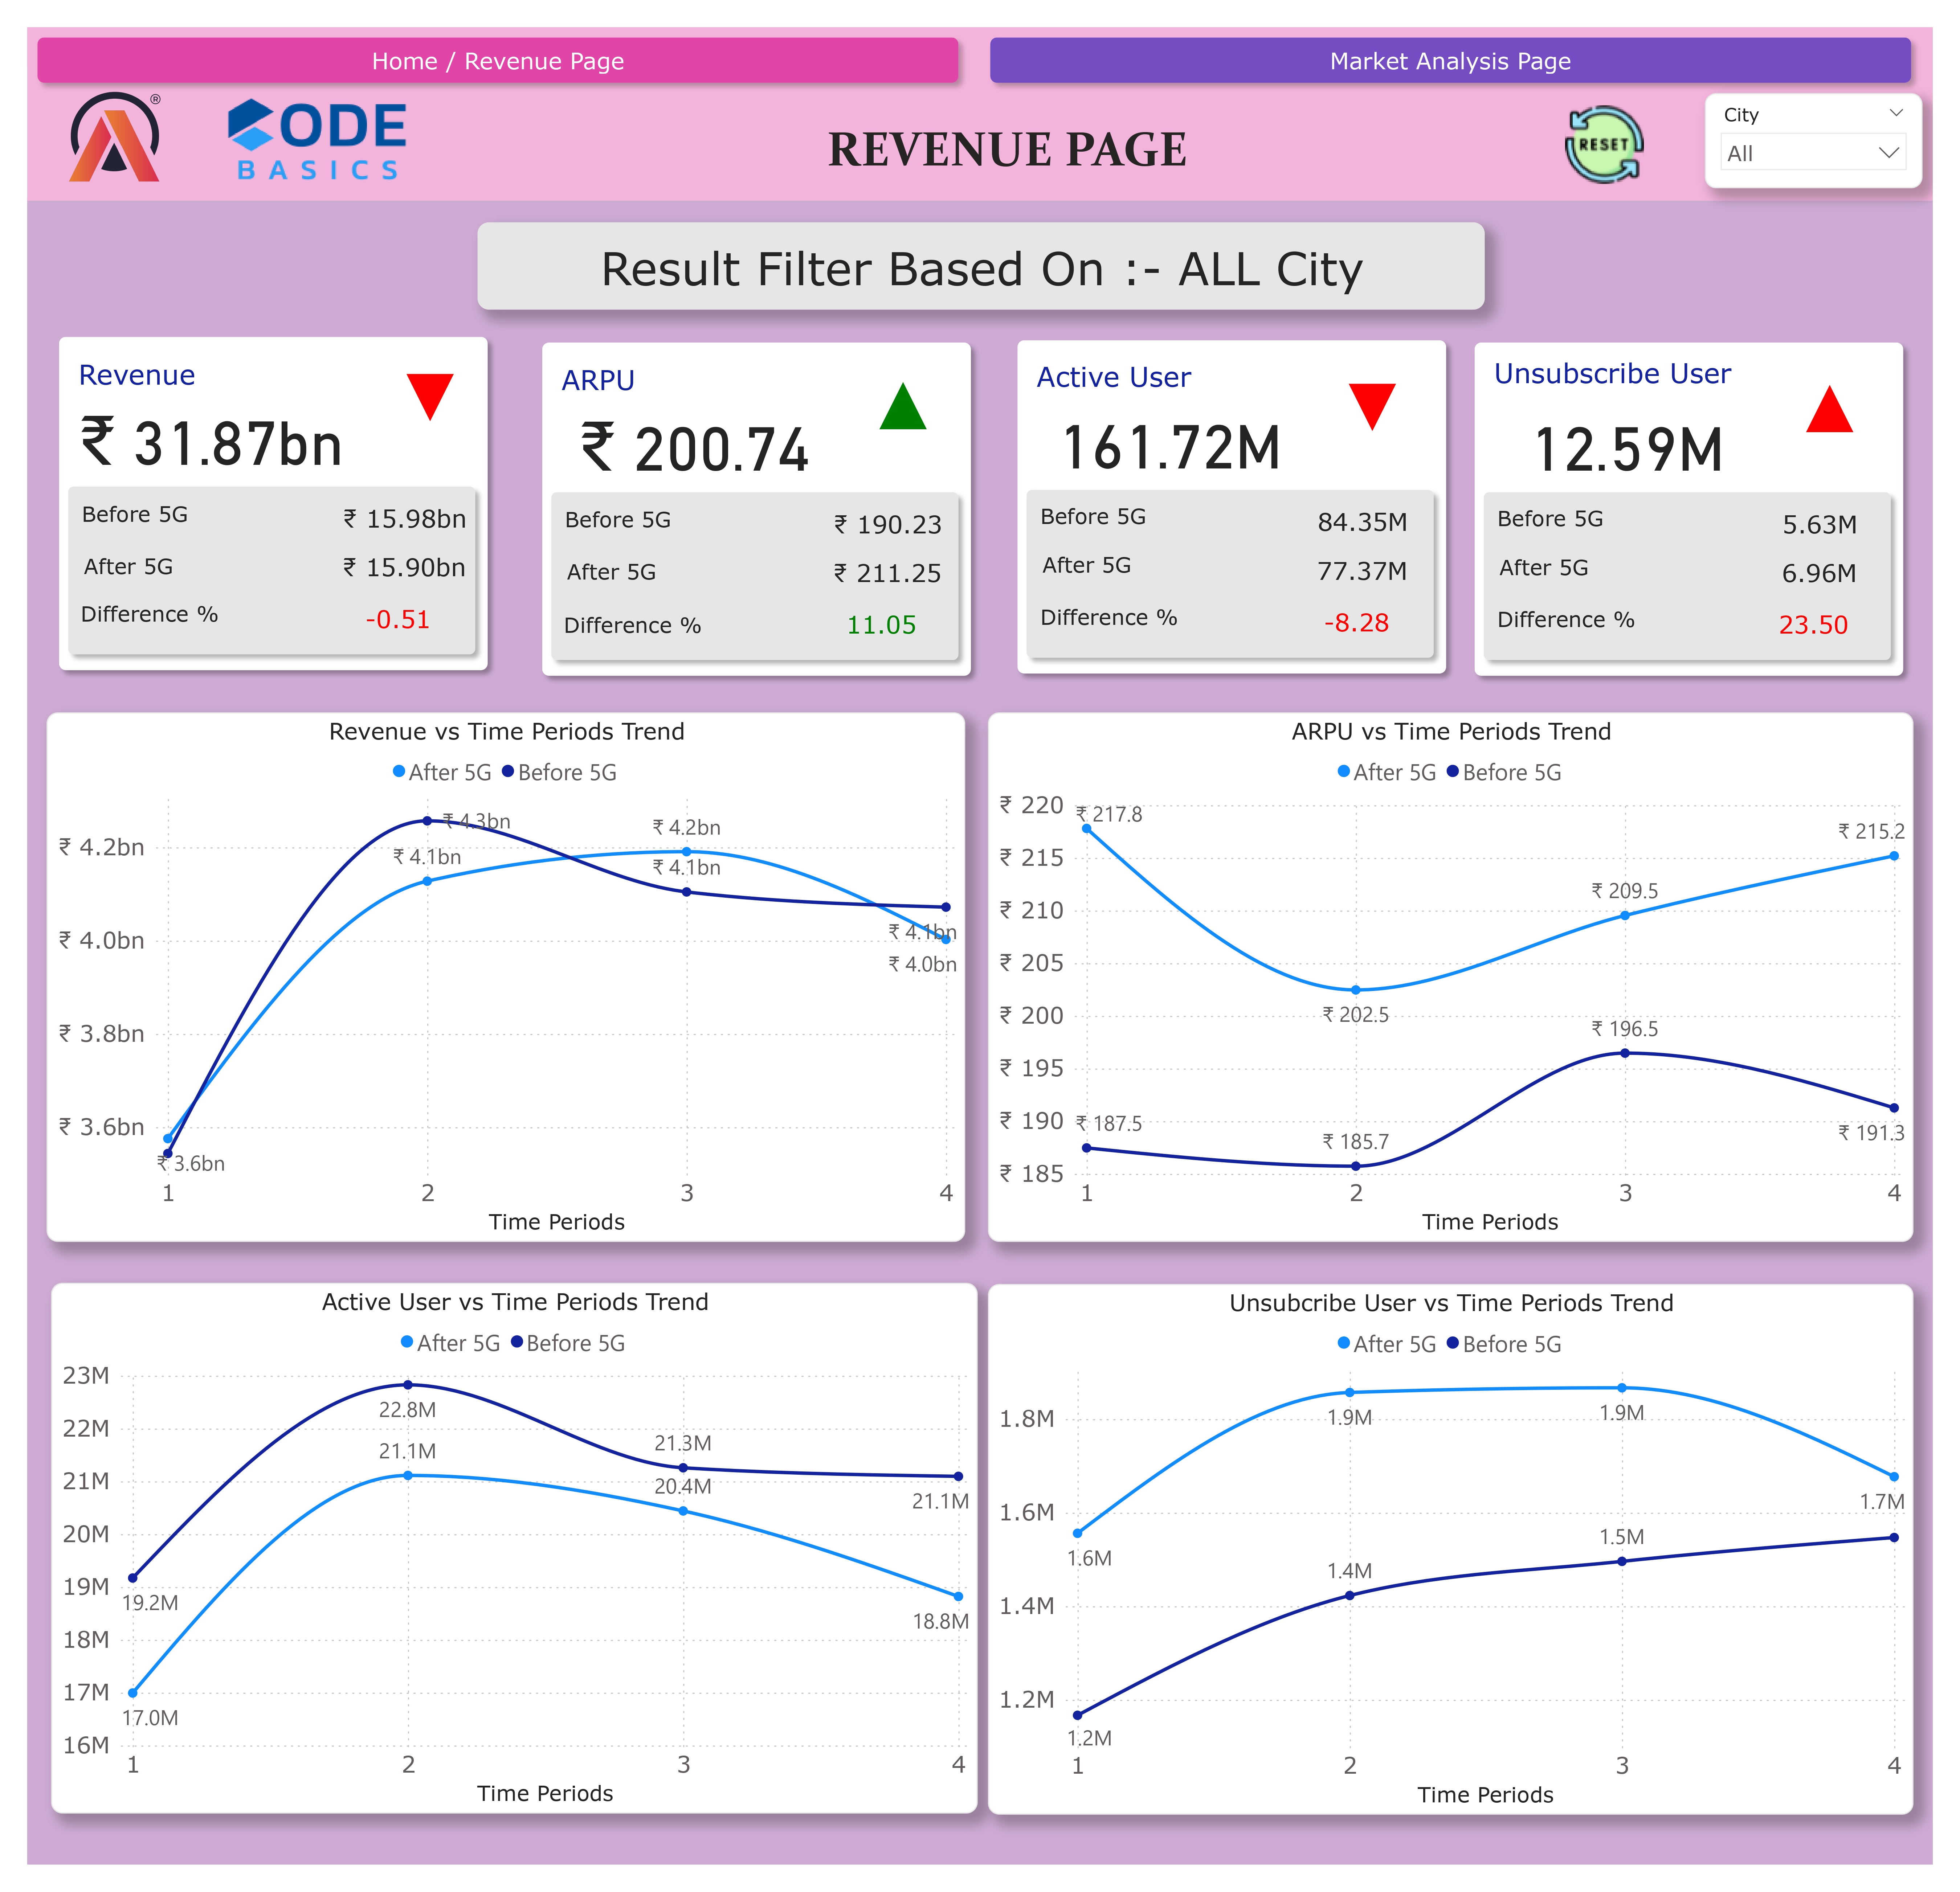 Home / Revenue Page
Market Analysis Page
®
ODE
BASICS
REVENUE PAGE
RESET
City
All
Result Filter Based On :- ALL City
Revenue
₹ 31.87bn
Before 5G ₹ 15.98bn
After 5G ₹ 15.90bn
Difference % -0.51
ARPU
₹ 200.74
Before 5G ₹ 190.23
After 5G ₹ 211.25
Difference % 11.05
Active User
161.72M
Before 5G 84.35M
After 5G 77.37M
Difference % -8.28
Unsubscribe User
12.59M
Before 5G 5.63M
After 5G 6.96M
Difference % 23.50
Revenue vs Time Periods Trend
After 5G Before 5G
₹ 4.3bn
₹ 4.2bn
₹ 4.2bn
₹ 4.1bn
₹ 4.1bn
₹ 4.1bn
₹ 4.0bn
₹ 4.0bn
₹ 3.8bn
₹ 3.6bn
₹ 3.6bn
1 2 3 4
Time Periods
ARPU vs Time Periods Trend
After 5G Before 5G
₹ 220
₹ 217.8
₹ 215.2
₹ 215
₹ 209.5
₹ 210
₹ 205
₹ 200
₹ 202.5
₹ 196.5
₹ 195
₹ 190
₹ 187.5
₹ 185.7
₹ 191.3
₹ 185
1 2 3 4
Time Periods
Active User vs Time Periods Trend
After 5G Before 5G
23M
22.8M
22M
21.1M
21.3M
21M
20.4M
21.1M
20M
19M
19.2M
18.8M
18M
17M
17.0M
16M
1 2 3 4
Time Periods
Unsubcribe User vs Time Periods Trend
After 5G Before 5G
1.8M
1.9M
1.9M
1.7M
1.6M
1.6M
1.5M
1.4M
1.4M
1.2M
1.2M
1 2 3 4
Time Periods